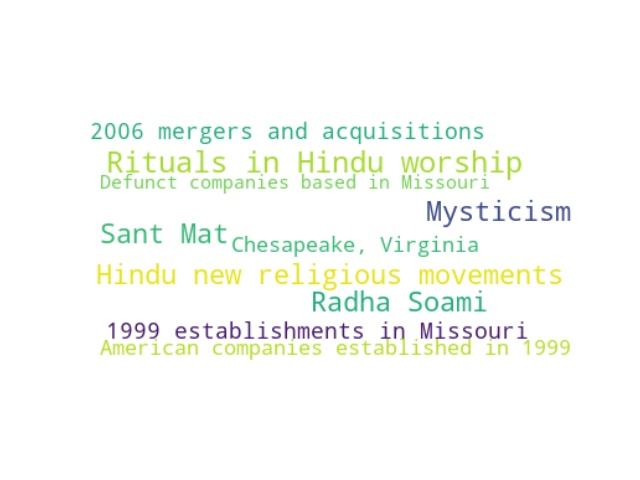 2006 mergers and acquisitions
Rituals in Hindu worship
Defunct companies based in Missouri
Mysticism
Sant Mat
Chesapeake, Virginia
Hindu new religious movements
Radha Soami
1999 establishments in Missouri
American companies established in 1999